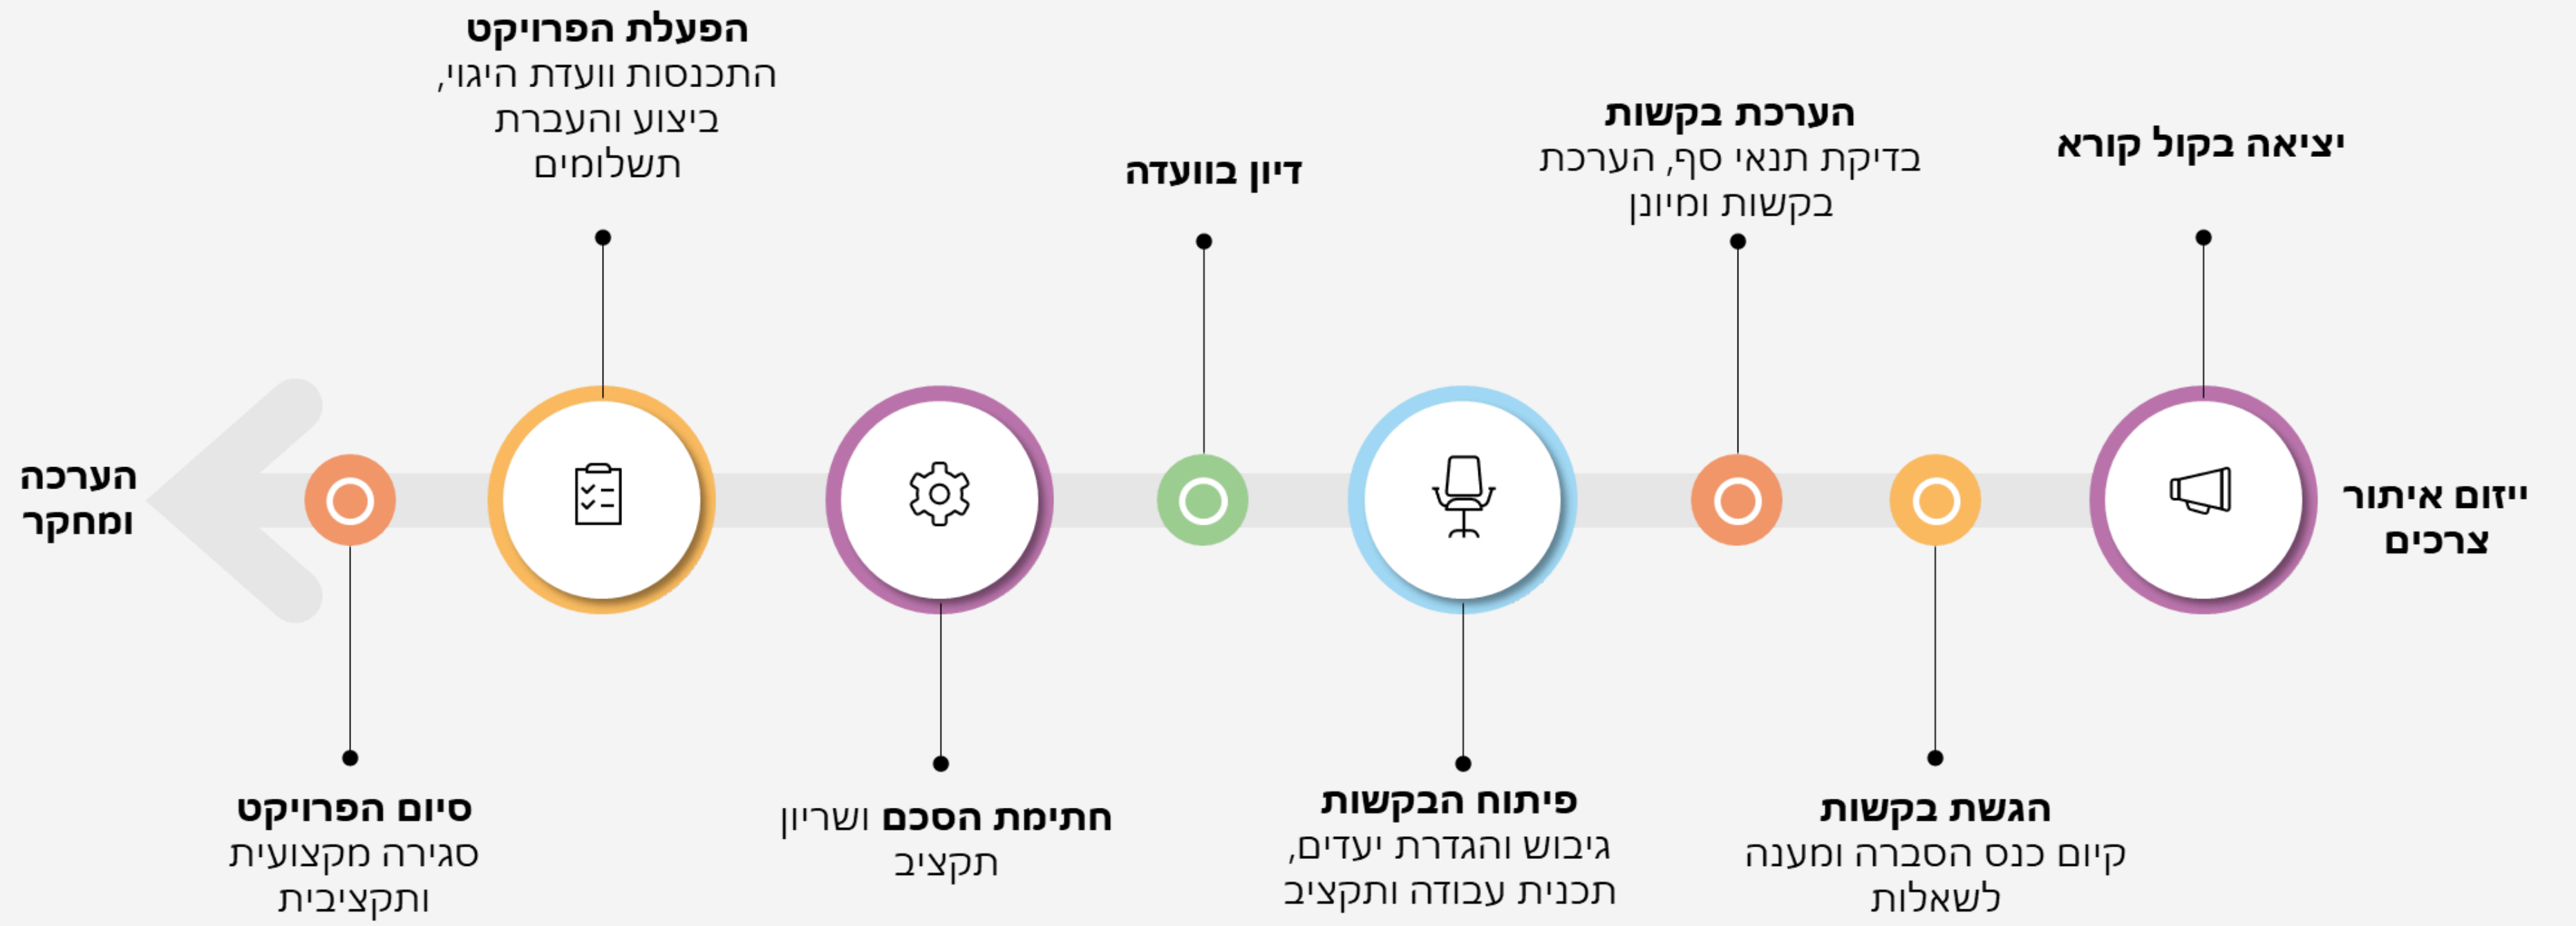 ייזום איתור
צרכים
יציאה בקול קורא
הגשת בקשות
קיום כנס הסברה ומענה
לשאלות
הערכת בקשות
בדיקת תנאי סף, הערכת
בקשות ומיונן
פיתוח הבקשות
גיבוש והגדרת יעדים,
תכנית עבודה ותקציב
דיון בוועדה
חתימת הסכם ושריון
תקציב
הפעלת הפרויקט
התכנסות וועדת היגוי,
ביצוע והעברת
תשלומים
סיום הפרויקט
סגירה מקצועית
ותקציבית
הערכה
ומחקר